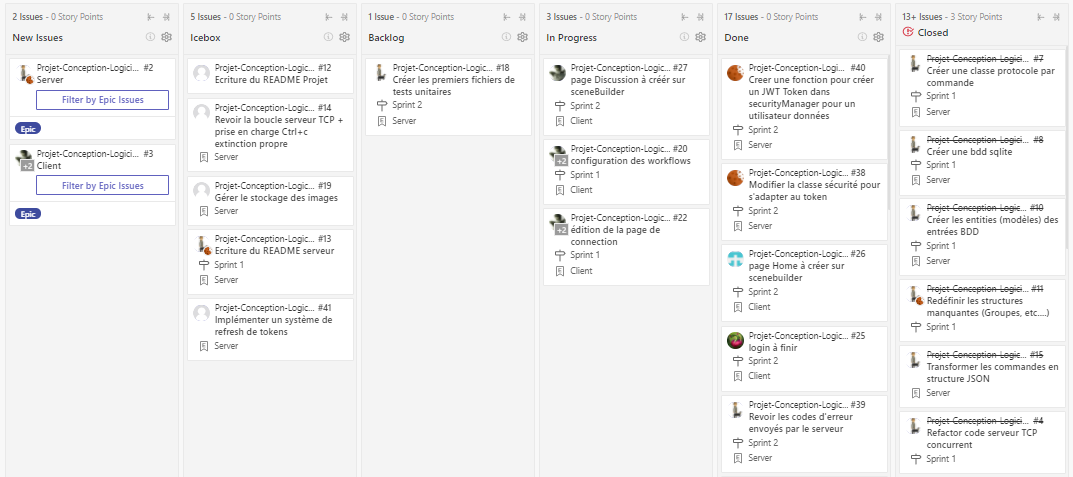 2 Issues - 0 Story Points
New Issues
Projet-Conception-Logici... #2
Server
Filter by Epic Issues
Epic
Projet-Conception-Logici... #3
+2
Client
Filter by Epic Issues
Epic
5 Issues - 0 Story Points
Icebox
Projet-Conception-Logic... #12
Ecriture du README Projet
Projet-Conception-Logic... #14
Revoir la boucle serveur TCP +
prise en charge Ctrl+c
extinction propre
Server
Projet-Conception-Logic... #19
Gérer le stockage des images
Server
Projet-Conception-Logic... #13
Ecriture du README serveur
Sprint 1
Server
Projet-Conception-Logic... #41
Implémenter un système de
refresh de tokens
Server
1 Issue - 0 Story Points
Backlog
Projet-Conception-Logic... #18
Créer les premiers fichiers de
tests unitaires
Sprint 2
Server
3 Issues - 0 Story Points
In Progress
Projet-Conception-Logic... #27
page Discussion à créér sur
sceneBuilder
Sprint 2
Client
Projet-Conception-Logic... #20
+2
configuration des workflows
Sprint 1
Client
Projet-Conception-Logic... #22
+2
édition de la page de
connection
Sprint 1
Client
17 Issues - 0 Story Points
Done
Projet-Conception-Logic... #40
Creer une fonction pour créer
un JWT Token dans
securityManager pour un
utilisateur données
Sprint 2
Server
Projet-Conception-Logic... #38
Modifier la classe sécurité pour
s'adapter au token
Sprint 2
Server
Projet-Conception-Logic... #26
page Home à créer sur
scenebuilder
Sprint 2
Client
Projet-Conception-Logic... #25
login à finir
Sprint 2
Client
Projet-Conception-Logic... #39
Revoir les codes d'erreur
envoyés par le serveur
Sprint 2
Server
13+ Issues - 3 Story Points
Closed
Projet-Conception-Logici... #7
Créer une classe protocole par
commande
Sprint 1
Projet-Conception-Logici... #8
Créer une bdd sqlite
Sprint 1
Server
Projet-Conception-Logic... #10
Créer les entities (modèles) des
entrées BDD
Sprint 1
Server
Projet-Conception-Logici... #11
Redéfinir les structures
manquantes (Groupes, etc....)
Sprint 1
Projet-Conception-Logic... #15
Transformer les commandes en
structure JSON
Server
Projet-Conception-Logici... #4
Refactor code serveur TCP
concurrent
Sprint 1